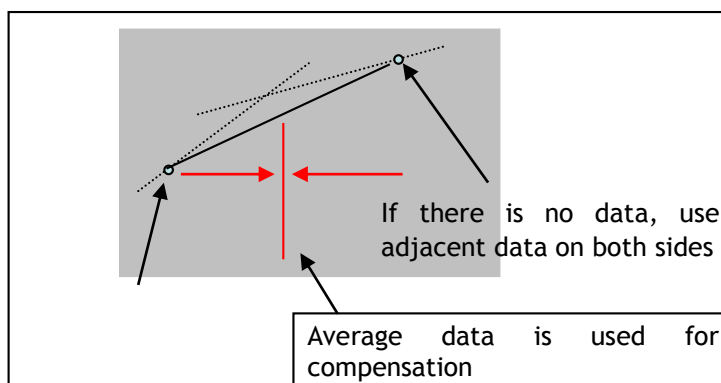 If there is no data, use
adjacent data on both sides
Average data is used for
compensation